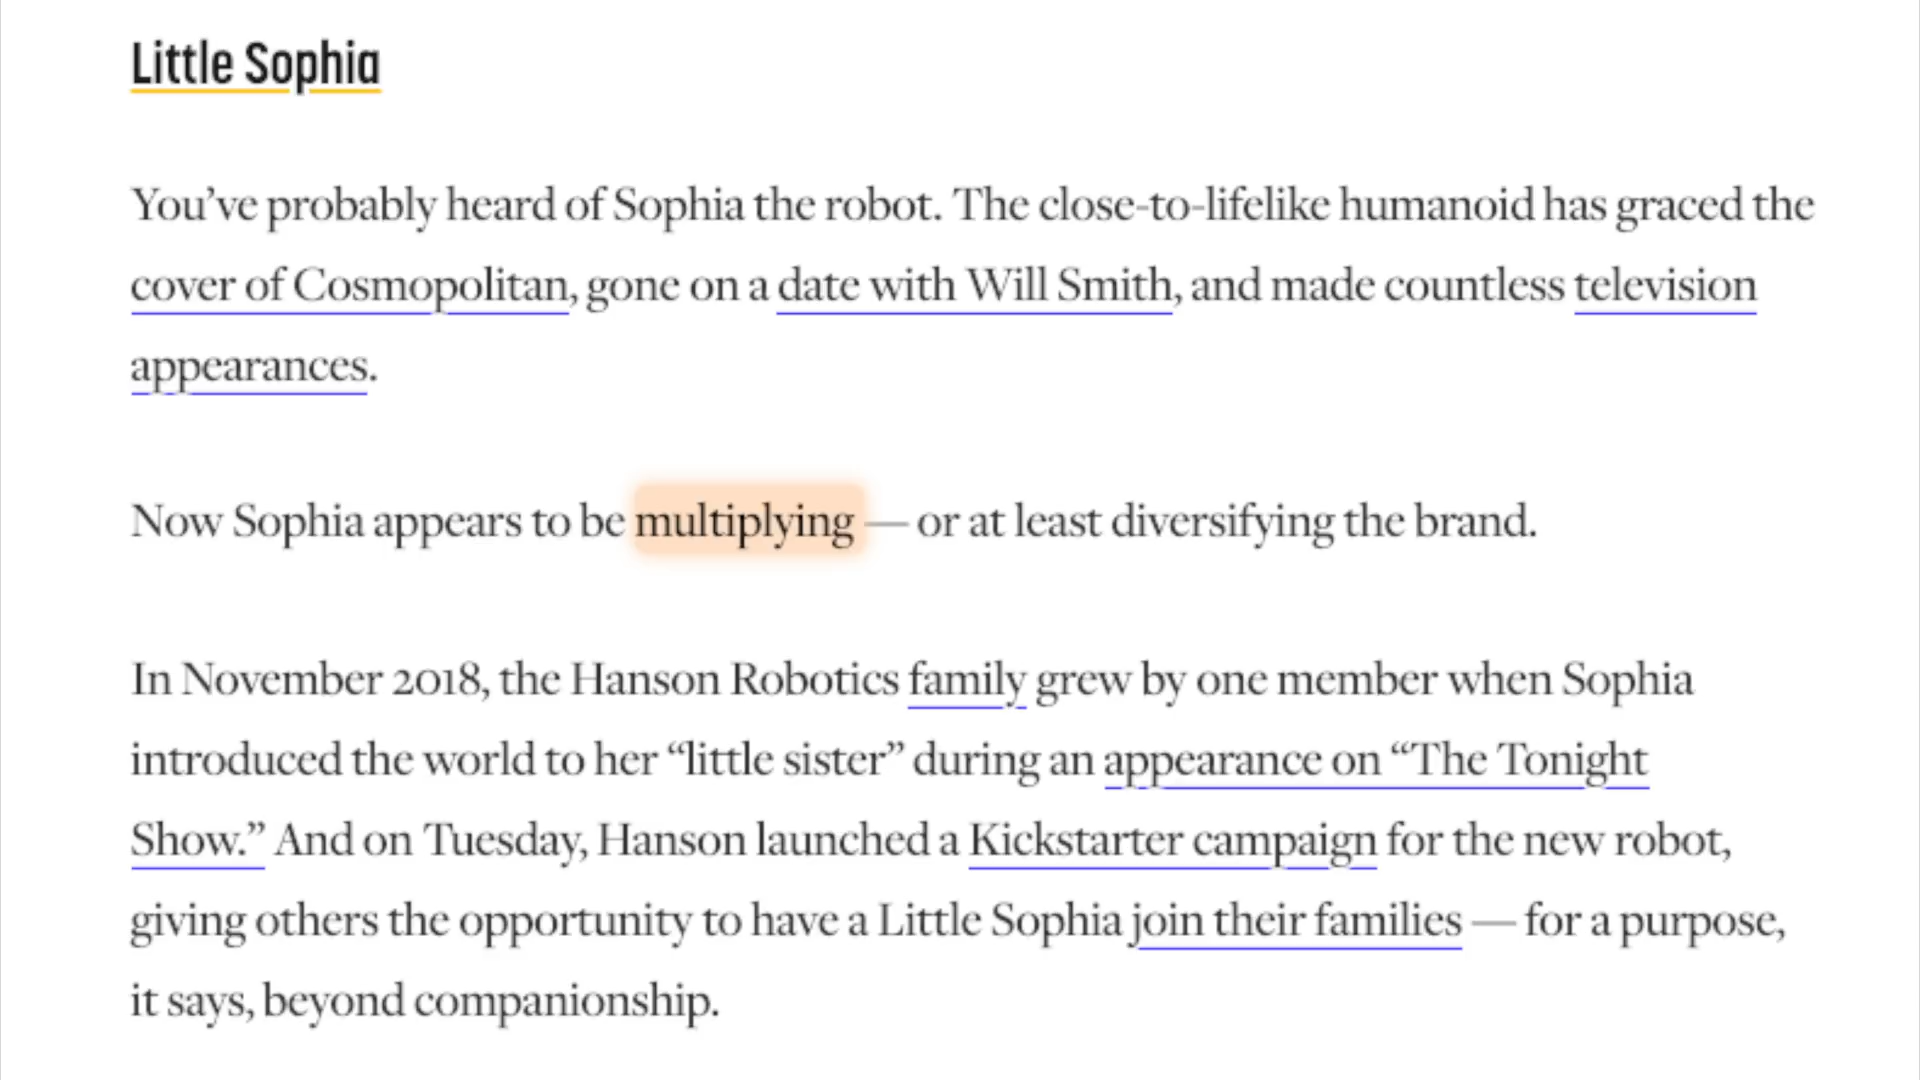 Little Sophia
You’ve probably heard of Sophia the robot. The close-to-lifelike humanoid has graced the
cover of Cosmopolitan, gone on a date with Will Smith, and made countless television
appearances.
Now Sophia appears to be multiplying — or at least diversifying the brand.
In November 2018, the Hanson Robotics family grew by one member when Sophia
introduced the world to her “little sister” during an appearance on “The Tonight
Show.” And on Tuesday, Hanson launched a Kickstarter campaign for the new robot,
giving others the opportunity to have a Little Sophia join their families — for a purpose,
it says, beyond companionship.